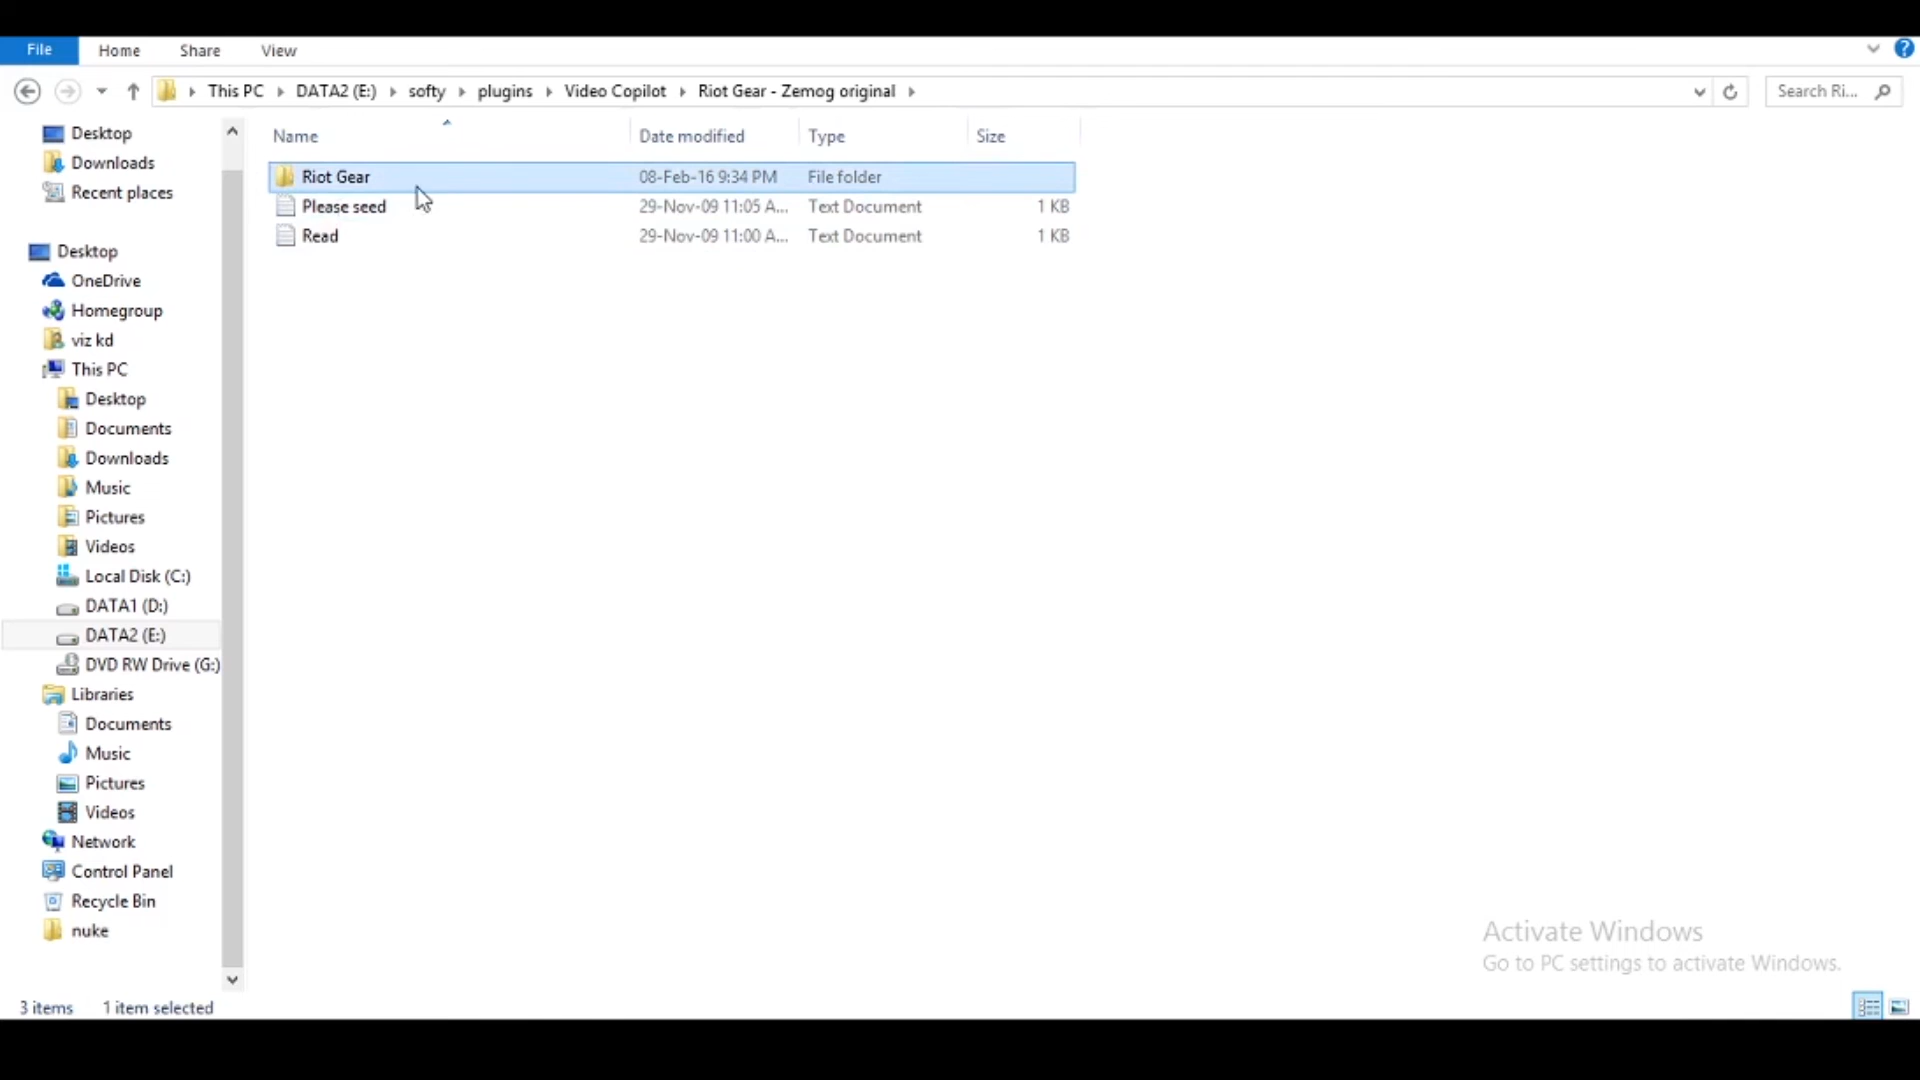 File Home Share View
This PC DATA2 (E:) softy plugins Video Copilot Riot Gear - Zemog original Search Ri...
Name Date modified Type Size
Riot Gear 08-Feb-16 9:34 PM File folder
Please seed 29-Nov-09 11:05 A... Text Document 1 KB
Read 29-Nov-09 11:00 A... Text Document 1 KB
Desktop
Downloads
Recent places
Desktop
OneDrive
Homegroup
viz kd
This PC
Desktop
Documents
Downloads
Music
Pictures
Videos
Local Disk (C:)
DATA1 (D:)
DATA2 (E:)
DVD RW Drive (G:)
Libraries
Documents
Music
Pictures
Videos
Network
Control Panel
Recycle Bin
nuke
Activate Windows
Go to PC settings to activate Windows.
3 items 1 item selected